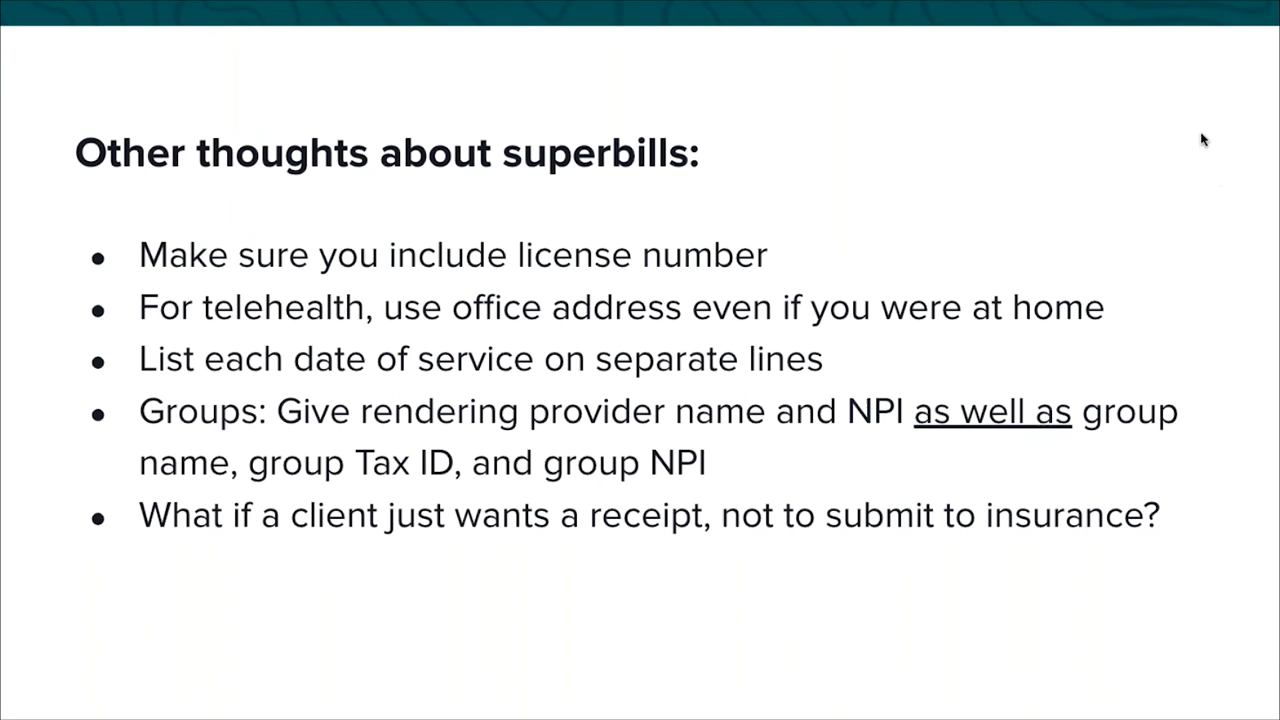 Other thoughts about superbills:
● Make sure you include license number
● For telehealth, use office address even if you were at home
● List each date of service on separate lines
● Groups: Give rendering provider name and NPI as well as group
name, group Tax ID, and group NPI
● What if a client just wants a receipt, not to submit to insurance?